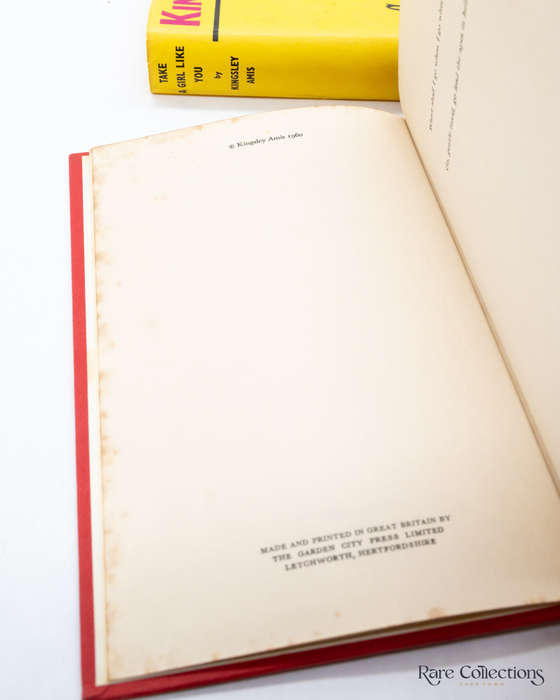 KIN
TAKE
A GIRL LIKE
YOU
by
KINGSLEY
AMIS
© Kingsley Amis 1960
MADE AND PRINTED IN GREAT BRITAIN BY
THE GARDEN CITY PRESS LIMITED
LETCHWORTH, HERTFORDSHIRE
Rare Collections